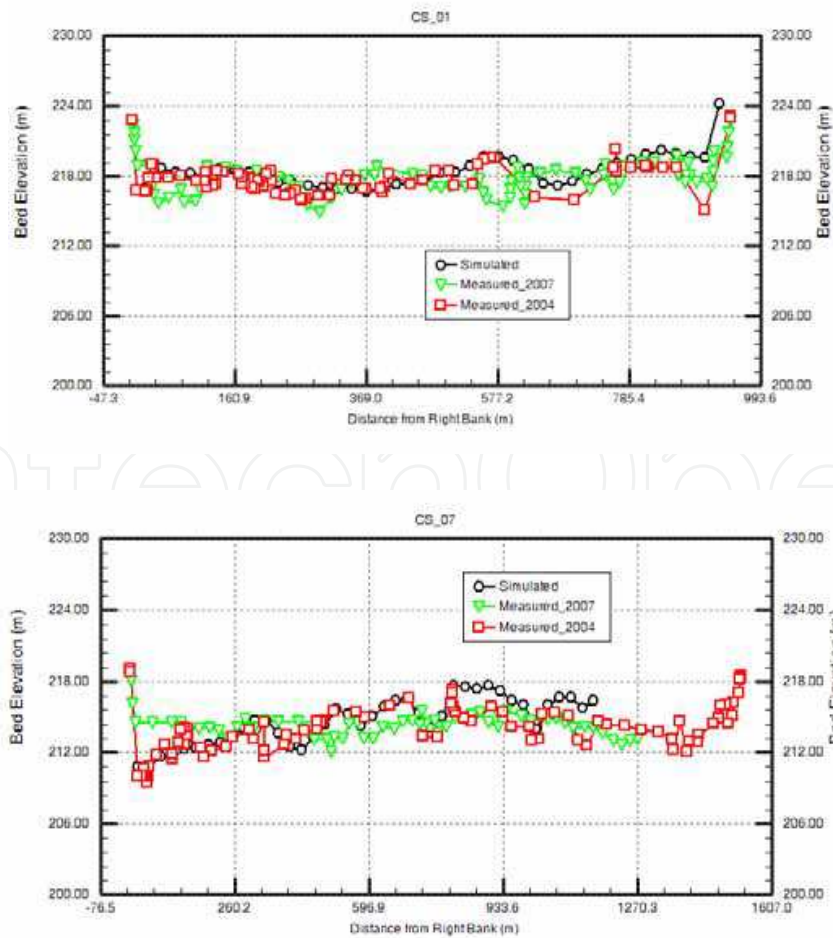 CS_01
230.00
230.00
224.00
224.00
218.00
218.00
212.00
212.00
206.00
206.00
200.00
200.00
Bed Elevation (m)
Bed Elevation (m)
Simulated
Measured_2007
Measured_2004
-47.3
160.9
369.0
577.2
785.4
993.6
Distance from Right Bank (m)
CS_07
230.00
230.00
224.00
224.00
218.00
218.00
212.00
212.00
206.00
206.00
200.00
200.00
Bed Elevation (m)
Bed Elevation (m)
Simulated
Measured_2007
Measured_2004
-76.5
260.2
596.9
933.6
1270.3
1607.0
Distance from Right Bank (m)